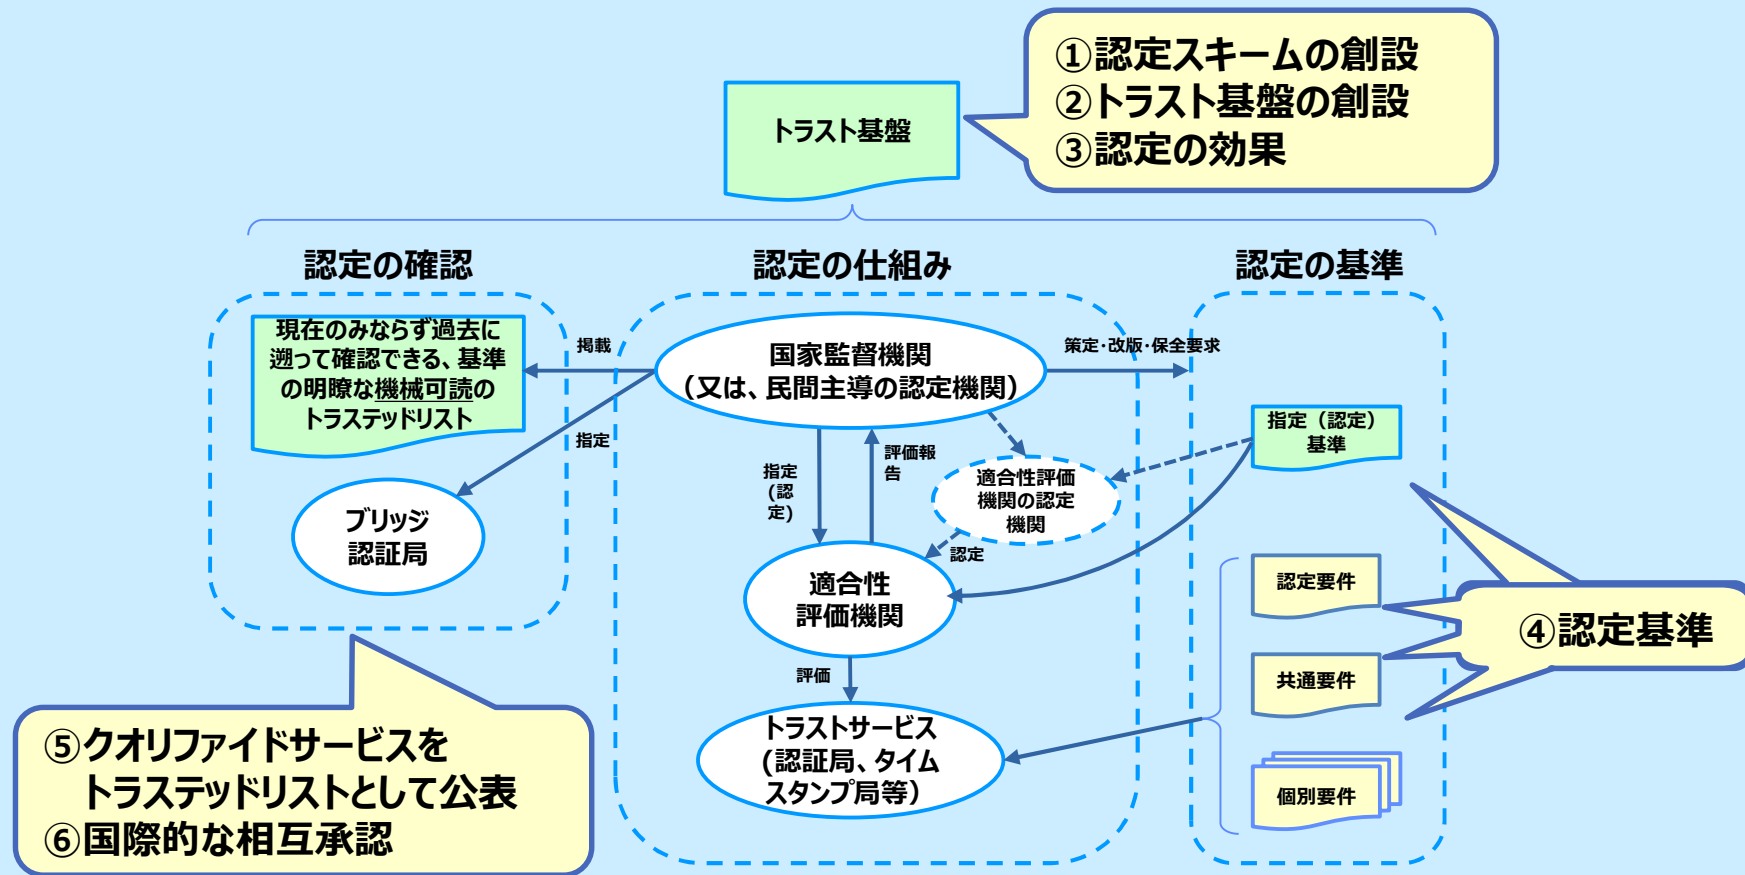 ①認定スキームの創設
②トラスト基盤の創設
③認定の効果
トラスト基盤
認定の確認
認定の仕組み
認定の基準
現在のみならず過去に
遡って確認できる、基準
の明瞭な機械可読の
トラステッドリスト
掲載
指定
ブリッジ
認証局
国家監督機関
（又は、民間主導の認定機関）
策定・改版・保全要求
指定
(認
定)
評価報
告
適合性評価
機関の認定
機関
認定
適合性
評価機関
評価
トラストサービス
(認証局、タイム
スタンプ局等）
指定（認定）
基準
認定要件
共通要件
個別要件
④認定基準
⑤クオリファイドサービスを
トラステッドリストとして公表
⑥国際的な相互承認